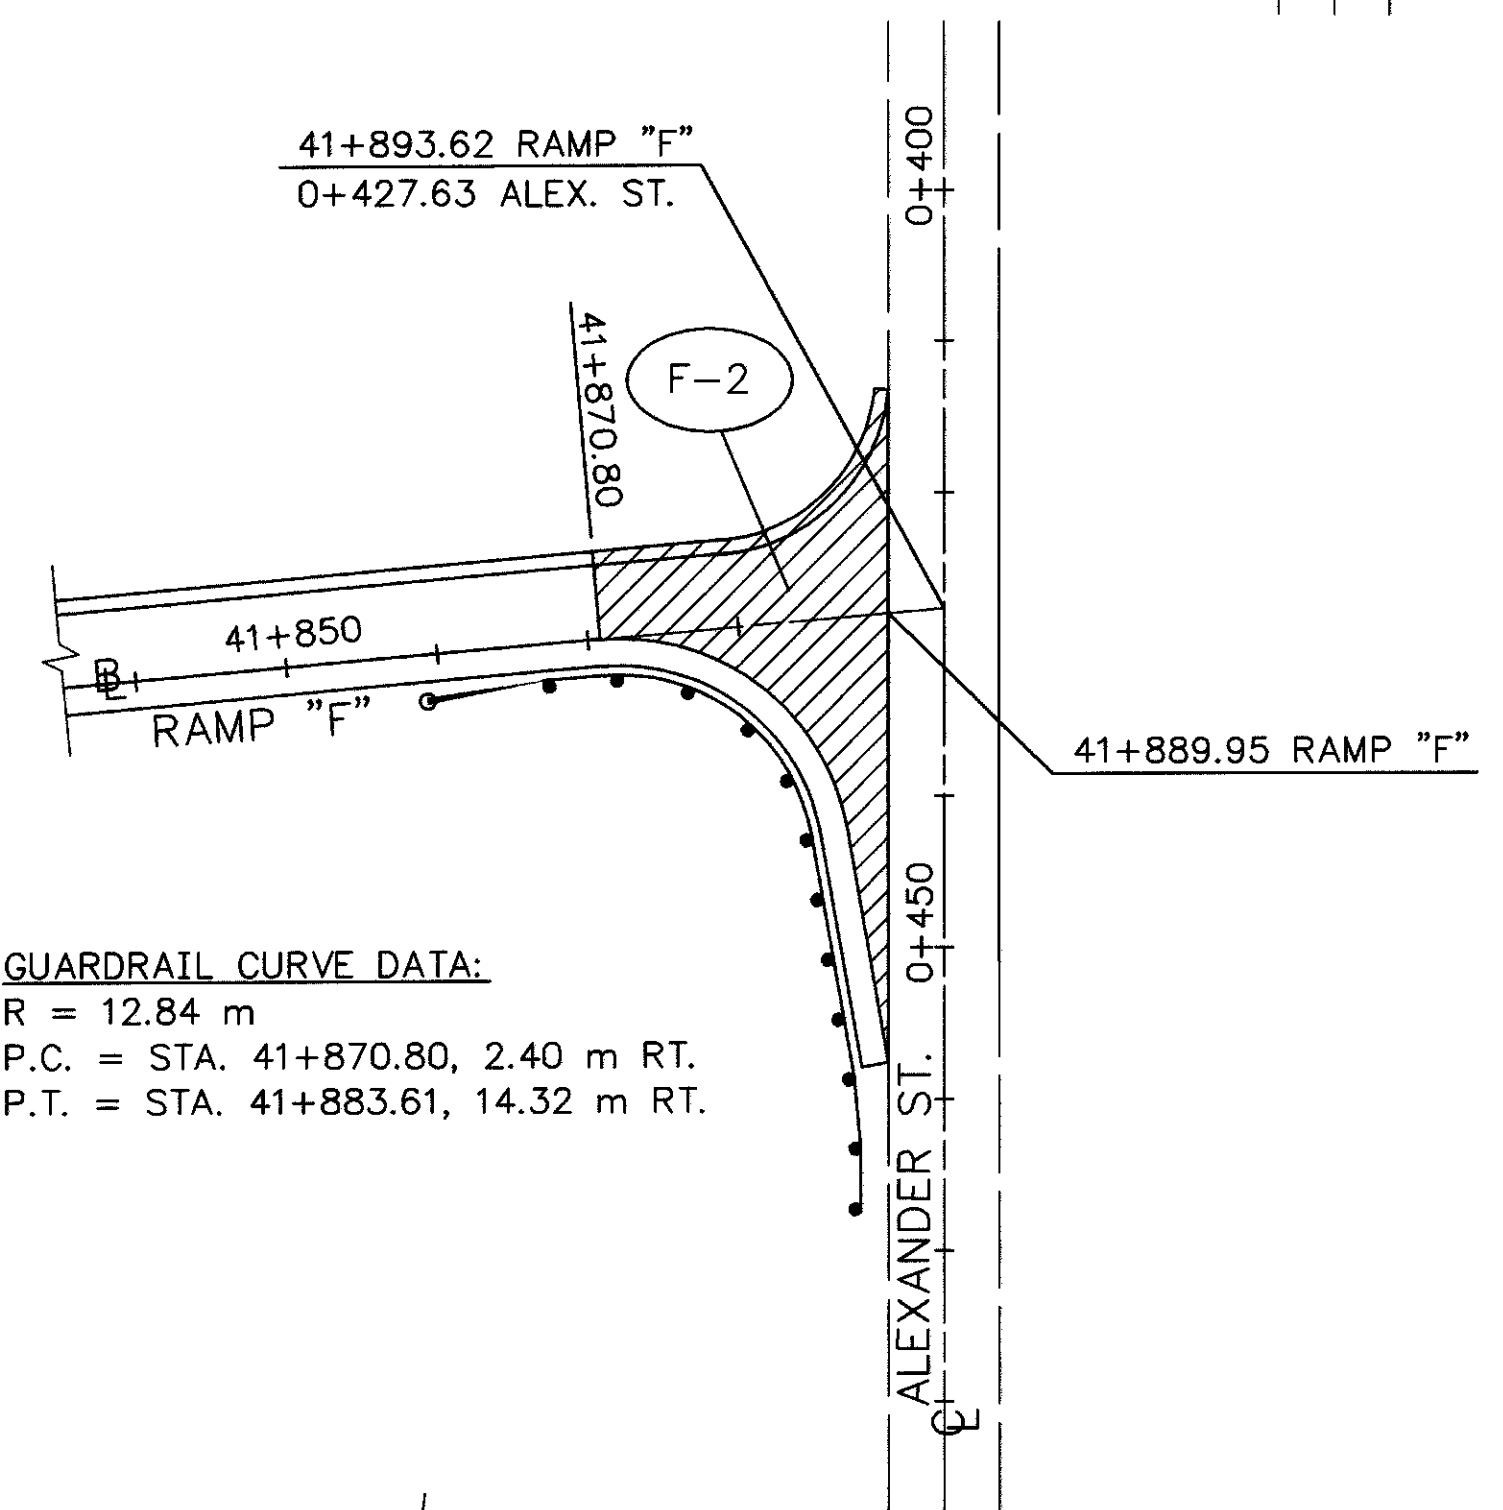 41+893.62 RAMP "F"
0+427.63 ALEX. ST.
0+400
41+870.80
F-2
41+850
BL
RAMP "F"
41+889.95 RAMP "F"
0+450
GUARDRAIL CURVE DATA:
R = 12.84 m
P.C. = STA. 41+870.80, 2.40 m RT.
P.T. = STA. 41+883.61, 14.32 m RT.
ALEXANDER ST.
CL